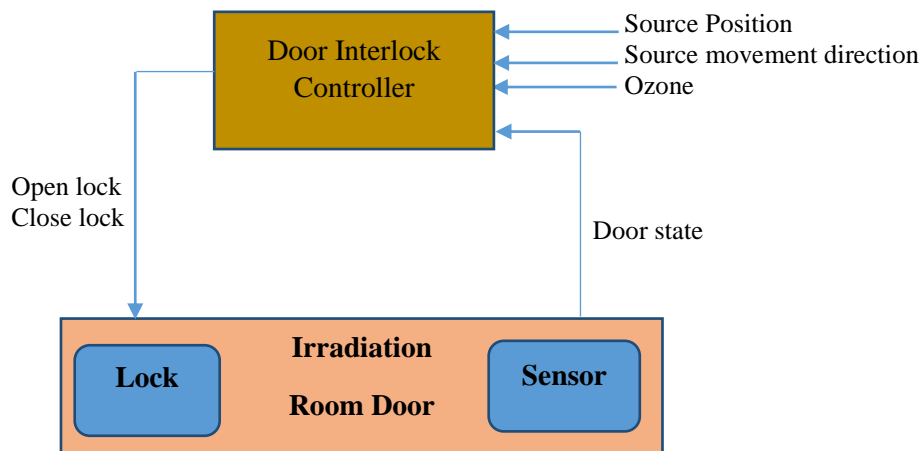 Door Interlock
Controller
Source Position
Source movement direction
Ozone
Open lock
Close lock
Door state
Lock
Irradiation
Room Door
Sensor